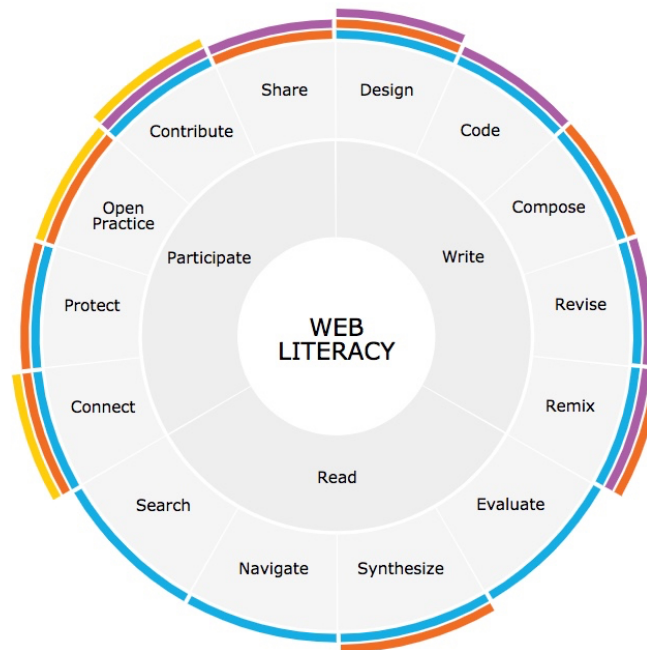 WEB
LITERACY
Write
Design
Code
Compose
Revise
Remix
Read
Evaluate
Synthesize
Navigate
Search
Participate
Connect
Protect
Open
Practice
Contribute
Share